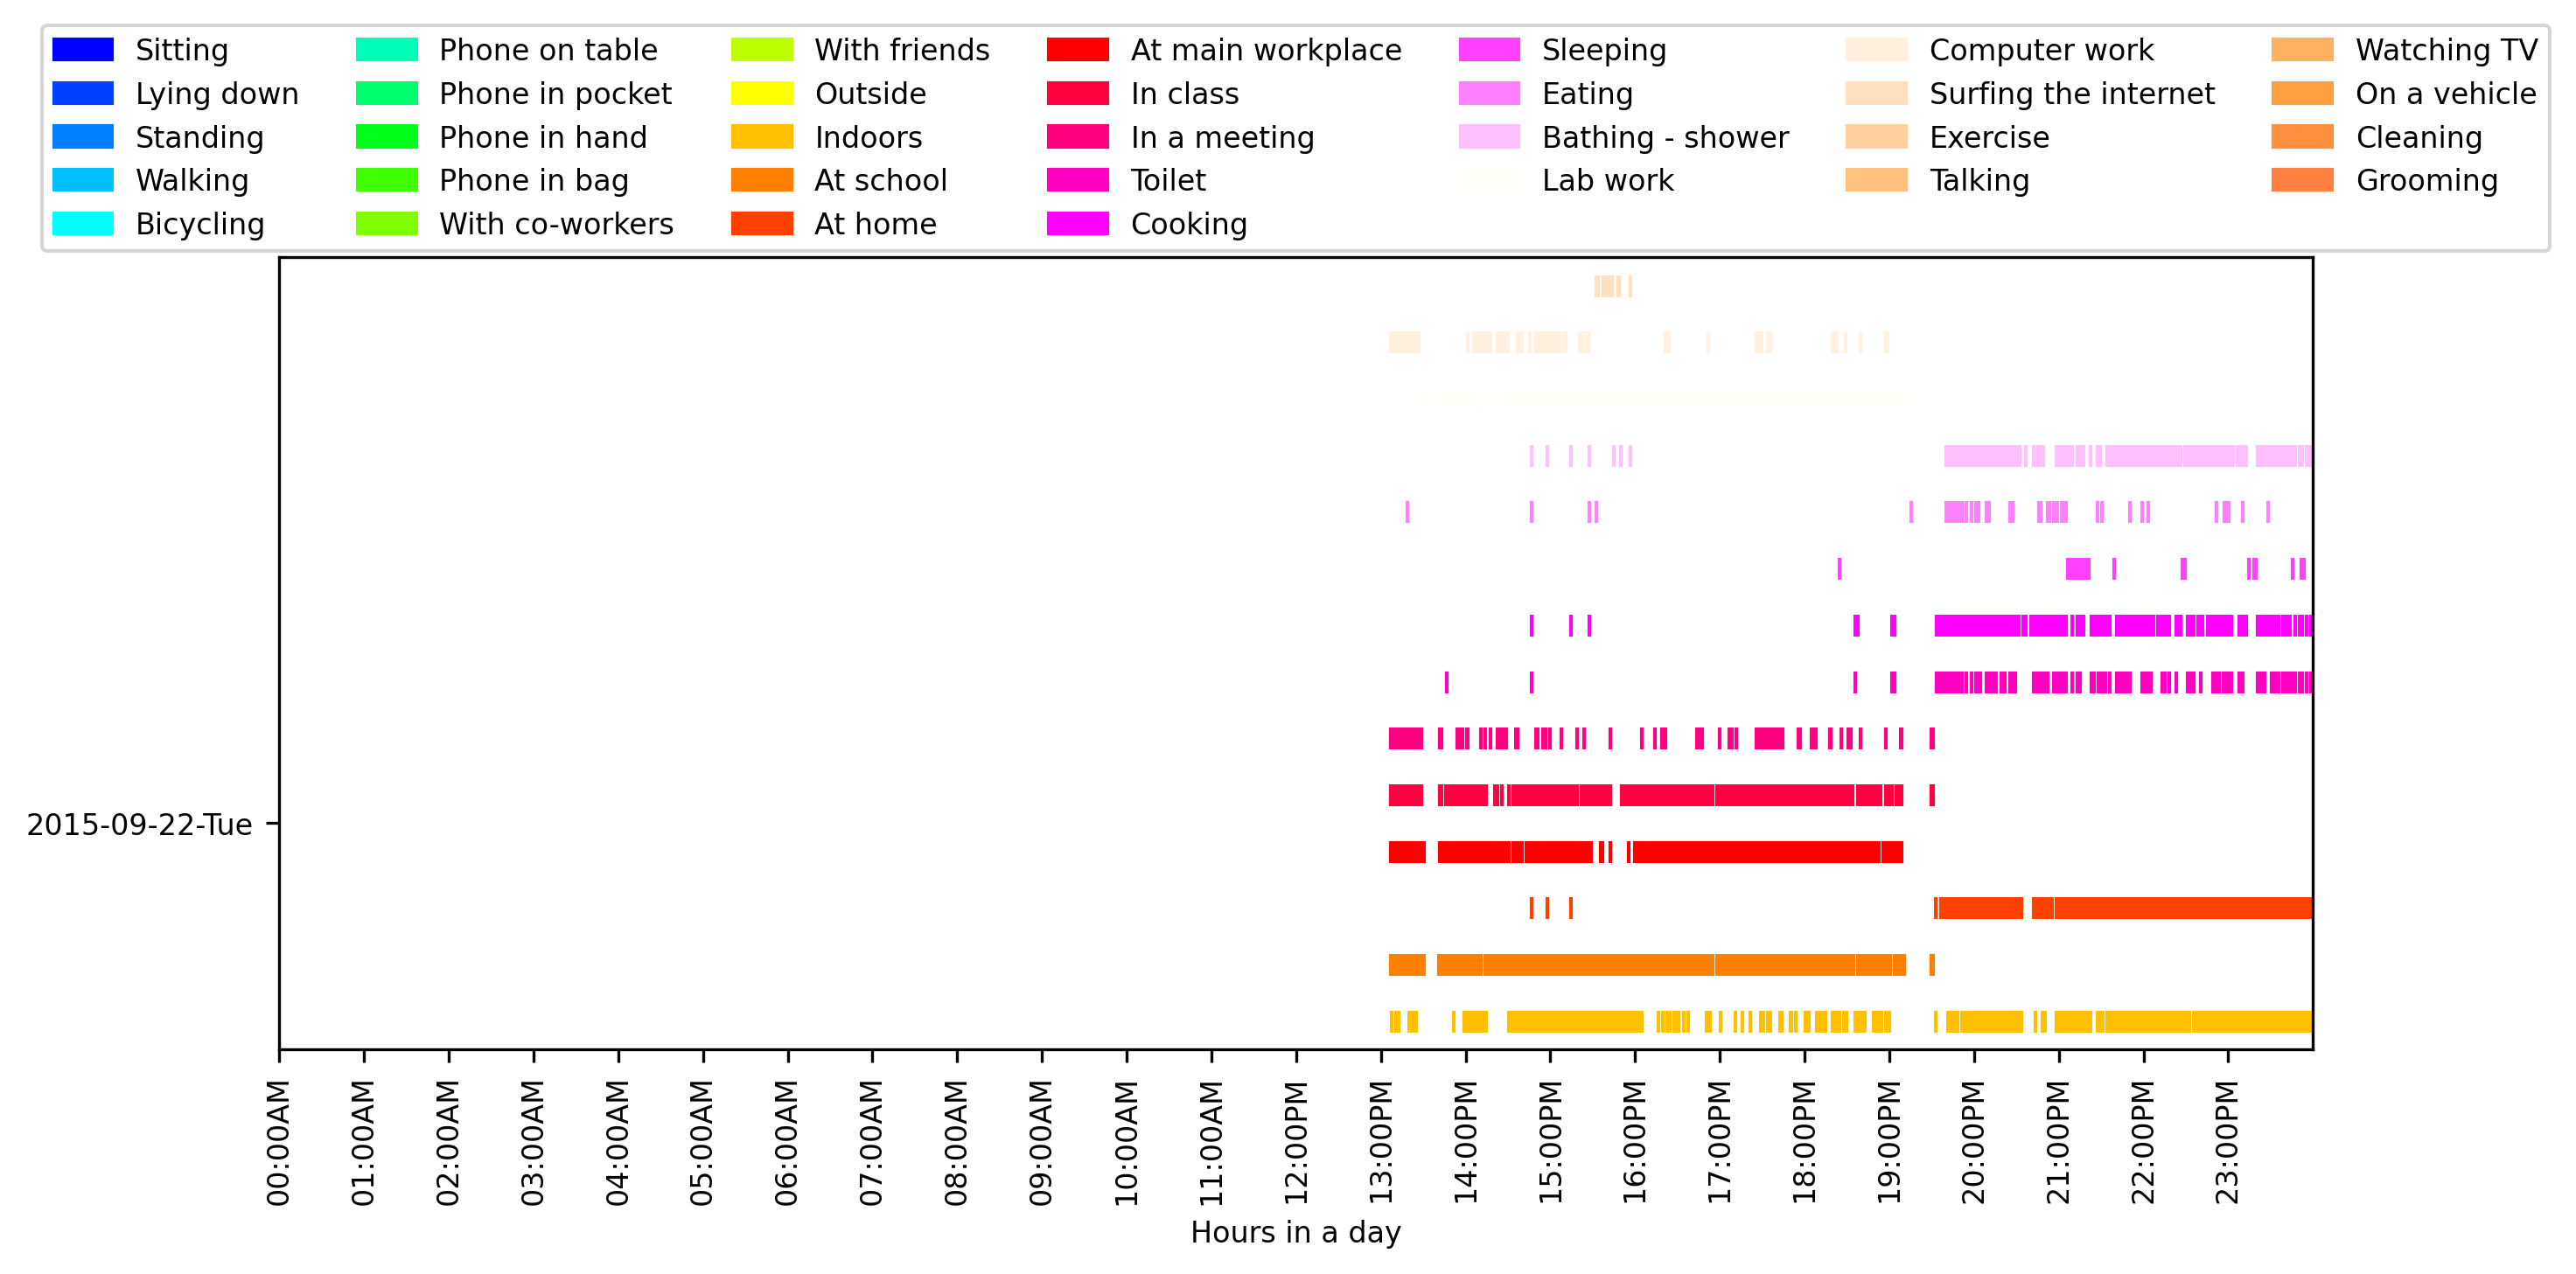 Sitting
Lying down
Standing
Walking
Bicycling
Phone on table
Phone in pocket
Phone in hand
Phone in bag
With co-workers
With friends
Outside
Indoors
At school
At home
At main workplace
In class
In a meeting
Toilet
Cooking
Sleeping
Eating
Bathing - shower
Lab work
Computer work
Surfing the internet
Exercise
Talking
Watching TV
On a vehicle
Cleaning
Grooming
2015-09-22-Tue
00:00AM
01:00AM
02:00AM
03:00AM
04:00AM
05:00AM
06:00AM
07:00AM
08:00AM
09:00AM
10:00AM
11:00AM
12:00PM
13:00PM
14:00PM
15:00PM
16:00PM
17:00PM
18:00PM
19:00PM
20:00PM
21:00PM
22:00PM
23:00PM
Hours in a day